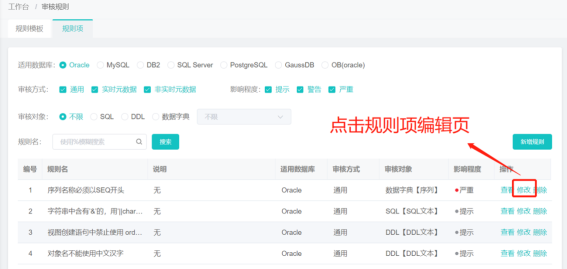 工作台 / 审核规则
规则模板 规则项
适用数据库: Oracle MySQL DB2 SQL Server PostgreSQL GaussDB OB(oracle)
审核方式: 通用 实时元数据 非实时元数据 影响程度: 提示 警告 严重
审核对象: 不限 SQL DDL 数据字典 不限
点击规则项编辑页
规则名: 使用%模糊搜索 搜索 新增规则
编号 规则名 说明 适用数据库 审核方式 审核对象 影响程度 操作
1 序列名称必须以SEQ开头 无 Oracle 通用 数据字典【序列】 严重 查看 修改 删除
2 字符串中含有'&'的，用'||char... 无 Oracle 通用 SQL【SQL文本】 提示 查看 修改 删除
3 视图创建语句中禁止使用 ord... 无 Oracle 通用 DDL【DDL文本】 提示 查看 修改 删除
4 对象名不能使用中文汉字 无 Oracle 通用 DDL【DDL文本】 提示 查看 修改 删除